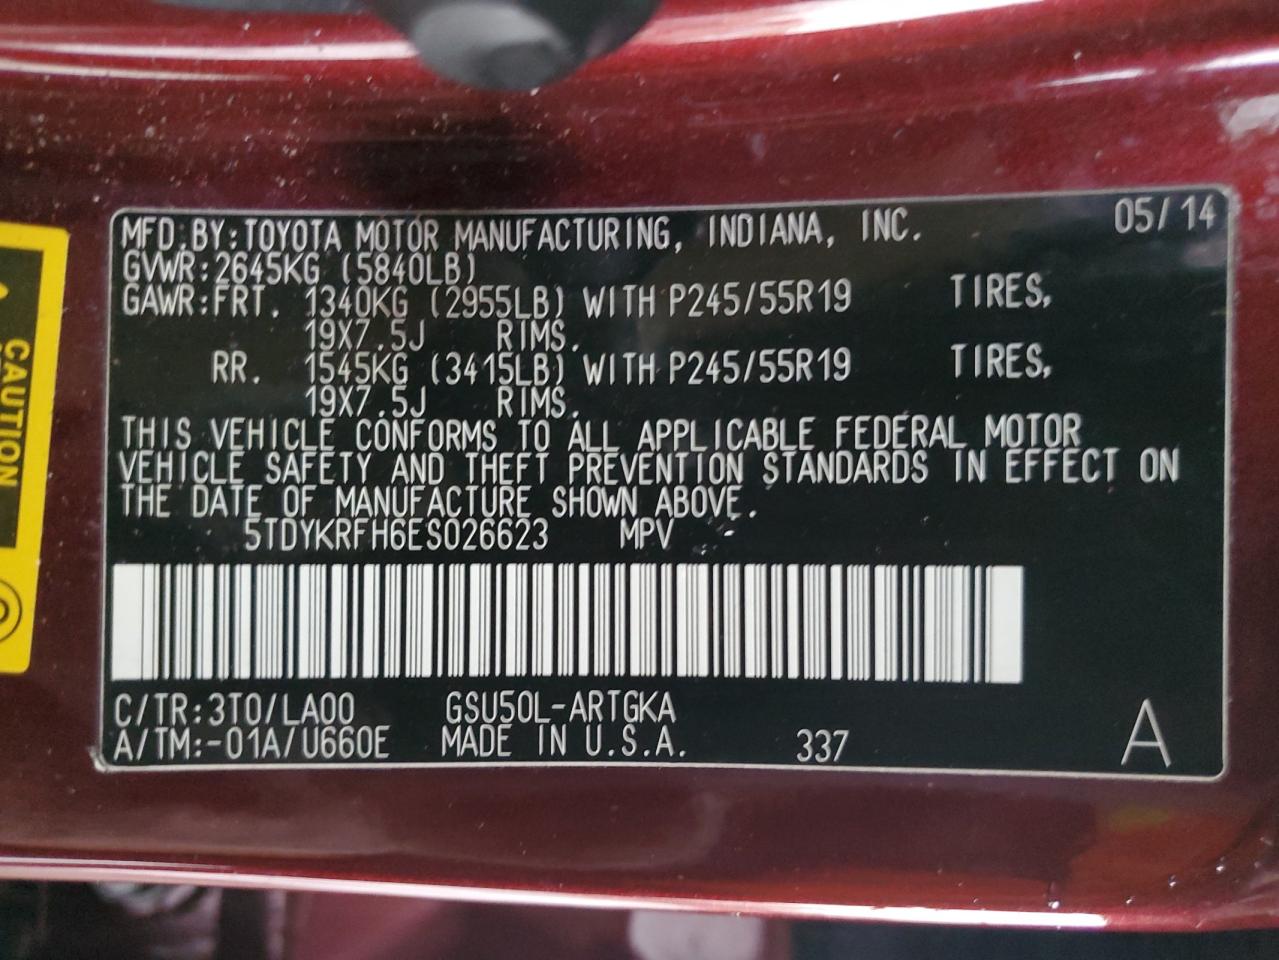 MFD.BY:TOYOTA MOTOR MANUFACTURING, INDIANA, INC. 05/14
GVWR:2645KG (5840LB)
GAWR:FRT. 1340KG (2955LB) WITH P245/55R19 TIRES,
19X7.5J RIMS.
RR. 1545KG (3415LB) WITH P245/55R19 TIRES,
19X7.5J RIMS.
THIS VEHICLE CONFORMS TO ALL APPLICABLE FEDERAL MOTOR
VEHICLE SAFETY AND THEFT PREVENTION STANDARDS IN EFFECT ON
THE DATE OF MANUFACTURE SHOWN ABOVE.
5TDYKRFH6ES026623 MPV
C/TR:3T0/LA00 GSU50L-ARTGKA
A/TM:-01A/U660E MADE IN U.S.A. 337 A
CAUTION